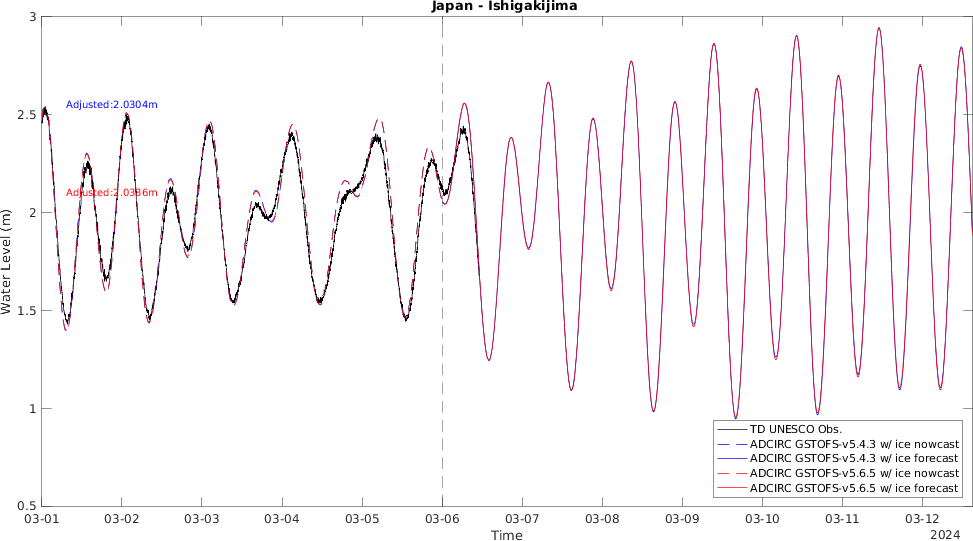 Japan - Ishigakijima
3
2.5
2
1.5
1
0.5
Water Level (m)
Adjusted:2.0304m
Adjusted:2.0386m
TD UNESCO Obs.
ADCIRC GSTOFS-v5.4.3 w/ ice nowcast
ADCIRC GSTOFS-v5.4.3 w/ ice forecast
ADCIRC GSTOFS-v5.6.5 w/ ice nowcast
ADCIRC GSTOFS-v5.6.5 w/ ice forecast
03-01 03-02 03-03 03-04 03-05 03-06 03-07 03-08 03-09 03-10 03-11 03-12
Time
2024